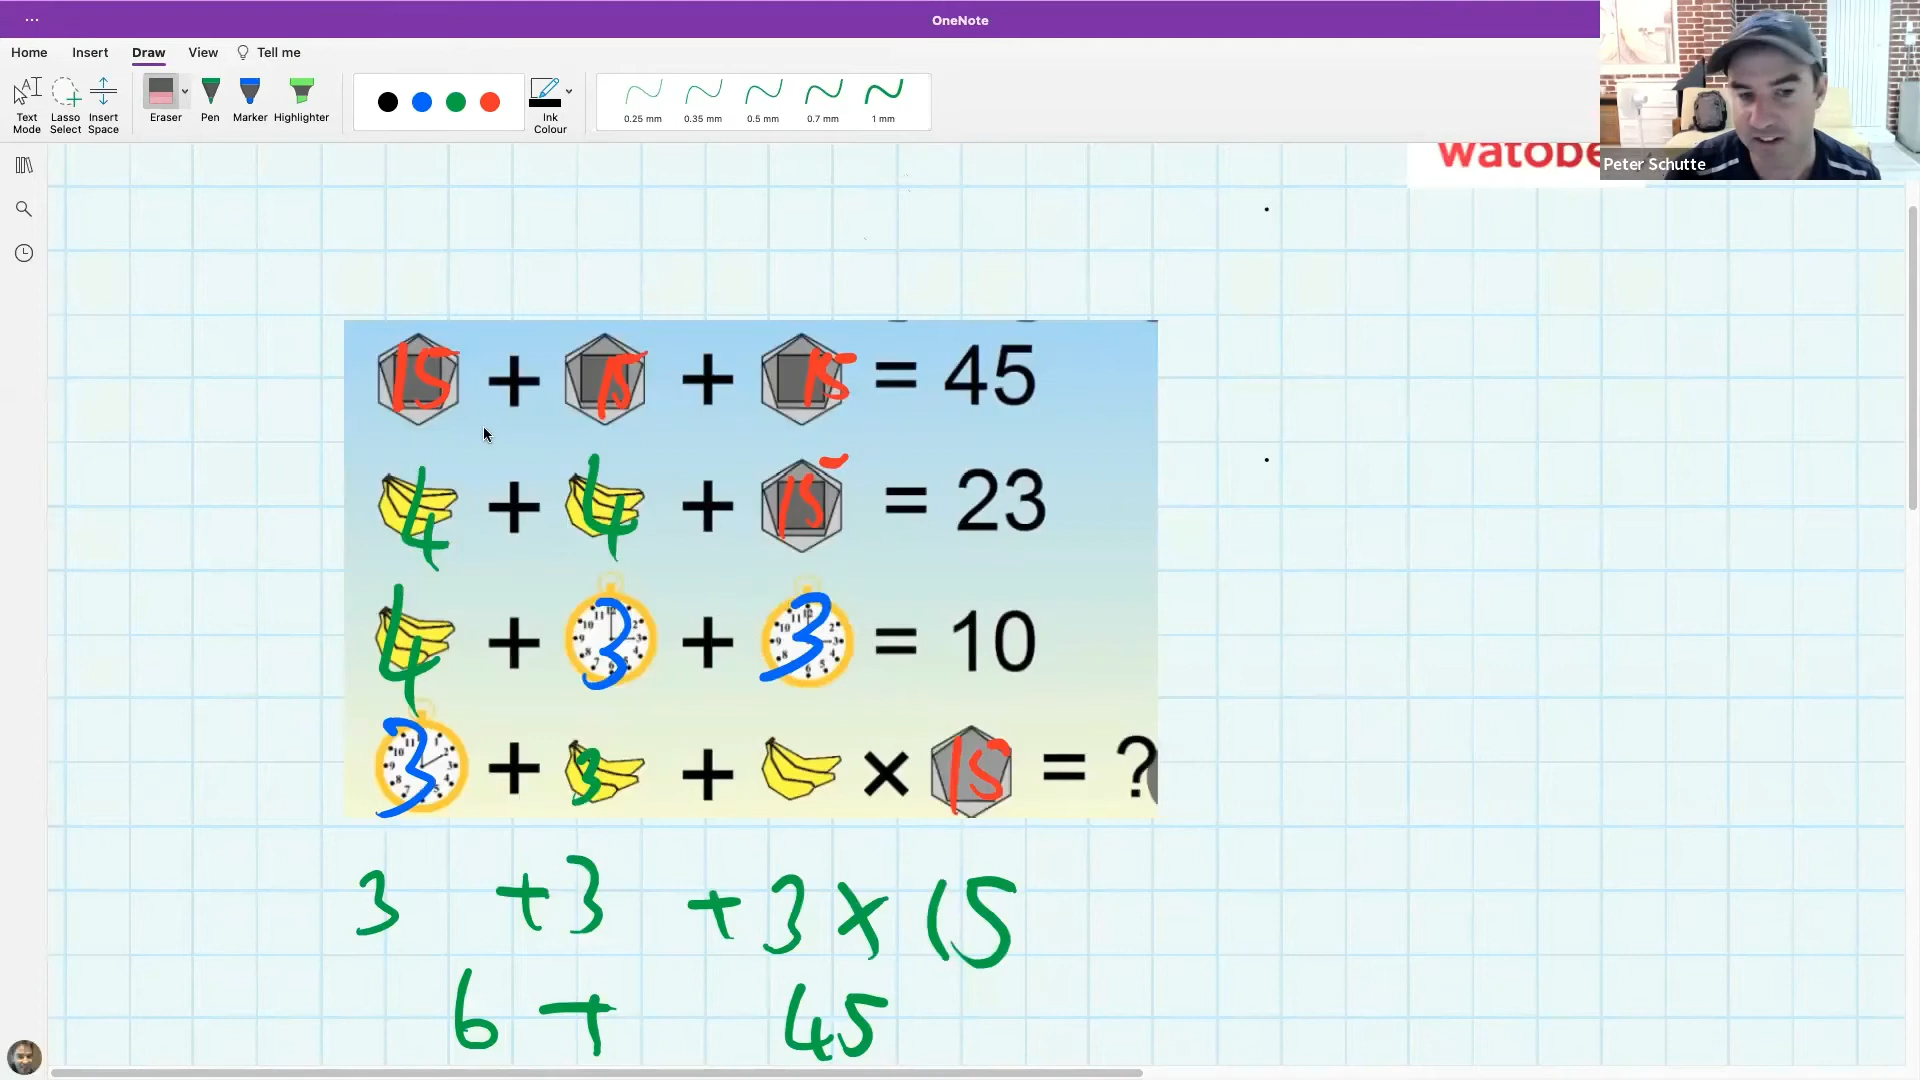 OneNote
Home Insert Draw View Tell me
Text Mode
Lasso Select
Insert Space
Eraser
Pen
Marker
Highlighter
Ink Colour
0.25 mm
0.35 mm
0.5 mm
0.7 mm
1 mm
Peter Schutte
15 + 15 + 15 = 45
4 + 4 + 15 = 23
4 + 3 + 3 = 10
3 + 3 + × 15 = ?
3 + 3 + 3 × 15
6 + 45